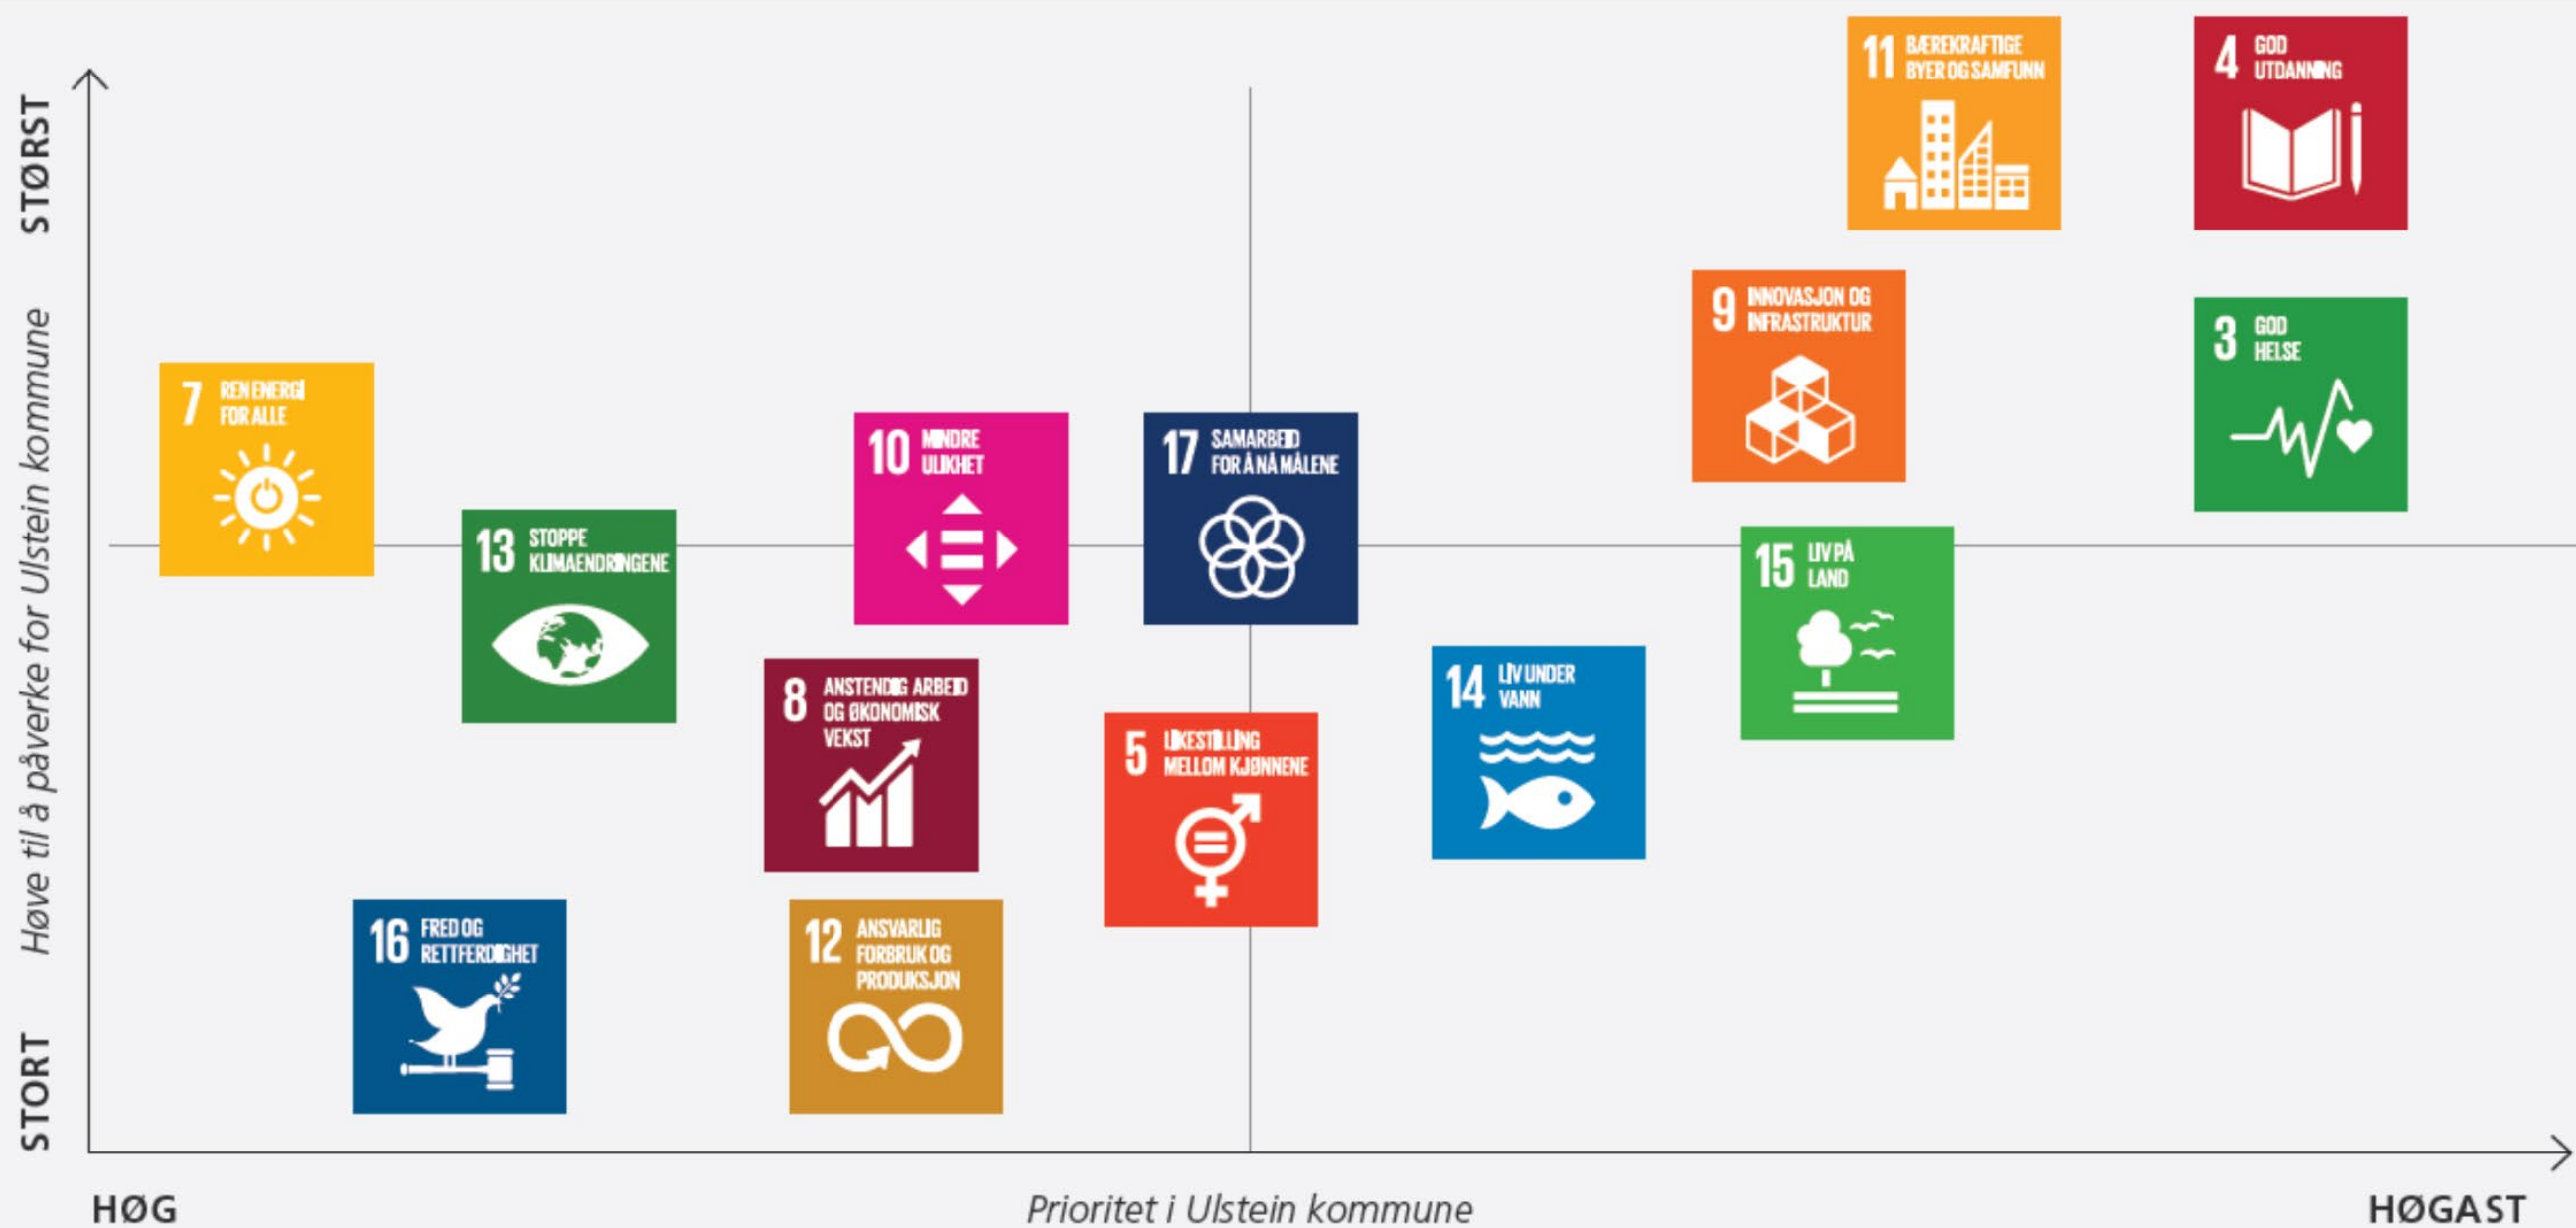 STØRST
Høve til å påverke for Ulstein kommune
STORT
11 BÆREKRAFTIGE
BYER OG SAMFUNN
4 GOD
UTDANNING
9 INNOVASJON OG
INFRASTRUKTUR
3 GOD
HELSE
7 REN ENERGI
FOR ALLE
10 MINDRE
ULIKHET
17 SAMARBEID
FOR Å NÅ MÅLENE
13 STOPPE
KLIMAENDRINGENE
15 LIV PÅ
LAND
8 ANSTENDIG ARBEID
OG ØKONOMISK
VEKST
14 LIV UNDER
VANN
5 LIKESTILLING
MELLOM KJØNNENE
16 FRED OG
RETTFERDIGHET
12 ANSVARLIG
FORBRUK OG
PRODUKSJON
HØG
Prioritet i Ulstein kommune
HØGAST